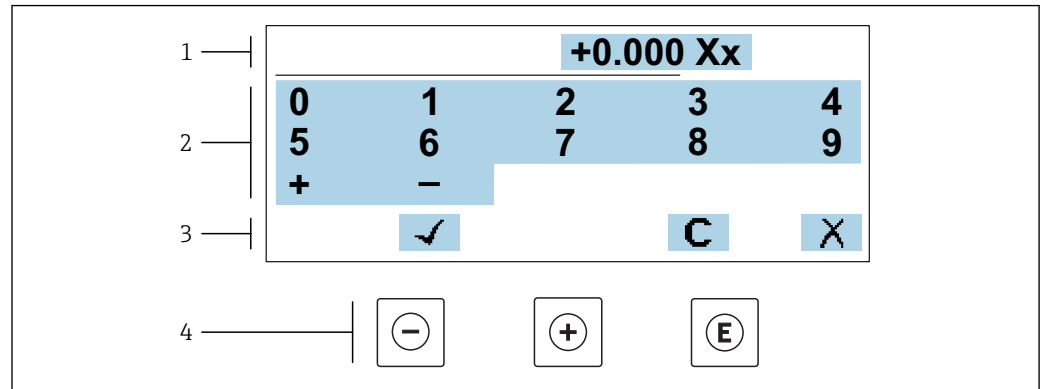 1 +0.000 Xx
0 1 2 3 4
2 5 6 7 8 9
+ −
3 ✓ C X
4 − + E